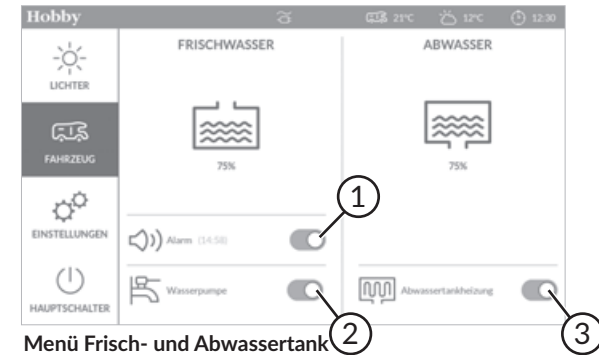 Hobby
21°C
12°C
12:30
LICHTER
FAHRZEUG
EINSTELLUNGEN
HAUPTSCHALTER
FRISCHWASSER
75%
Alarm (14:58)
1
Wasserpumpe
2
ABWASSER
75%
Abwassertankheizung
3
Menü Frisch- und Abwassertank